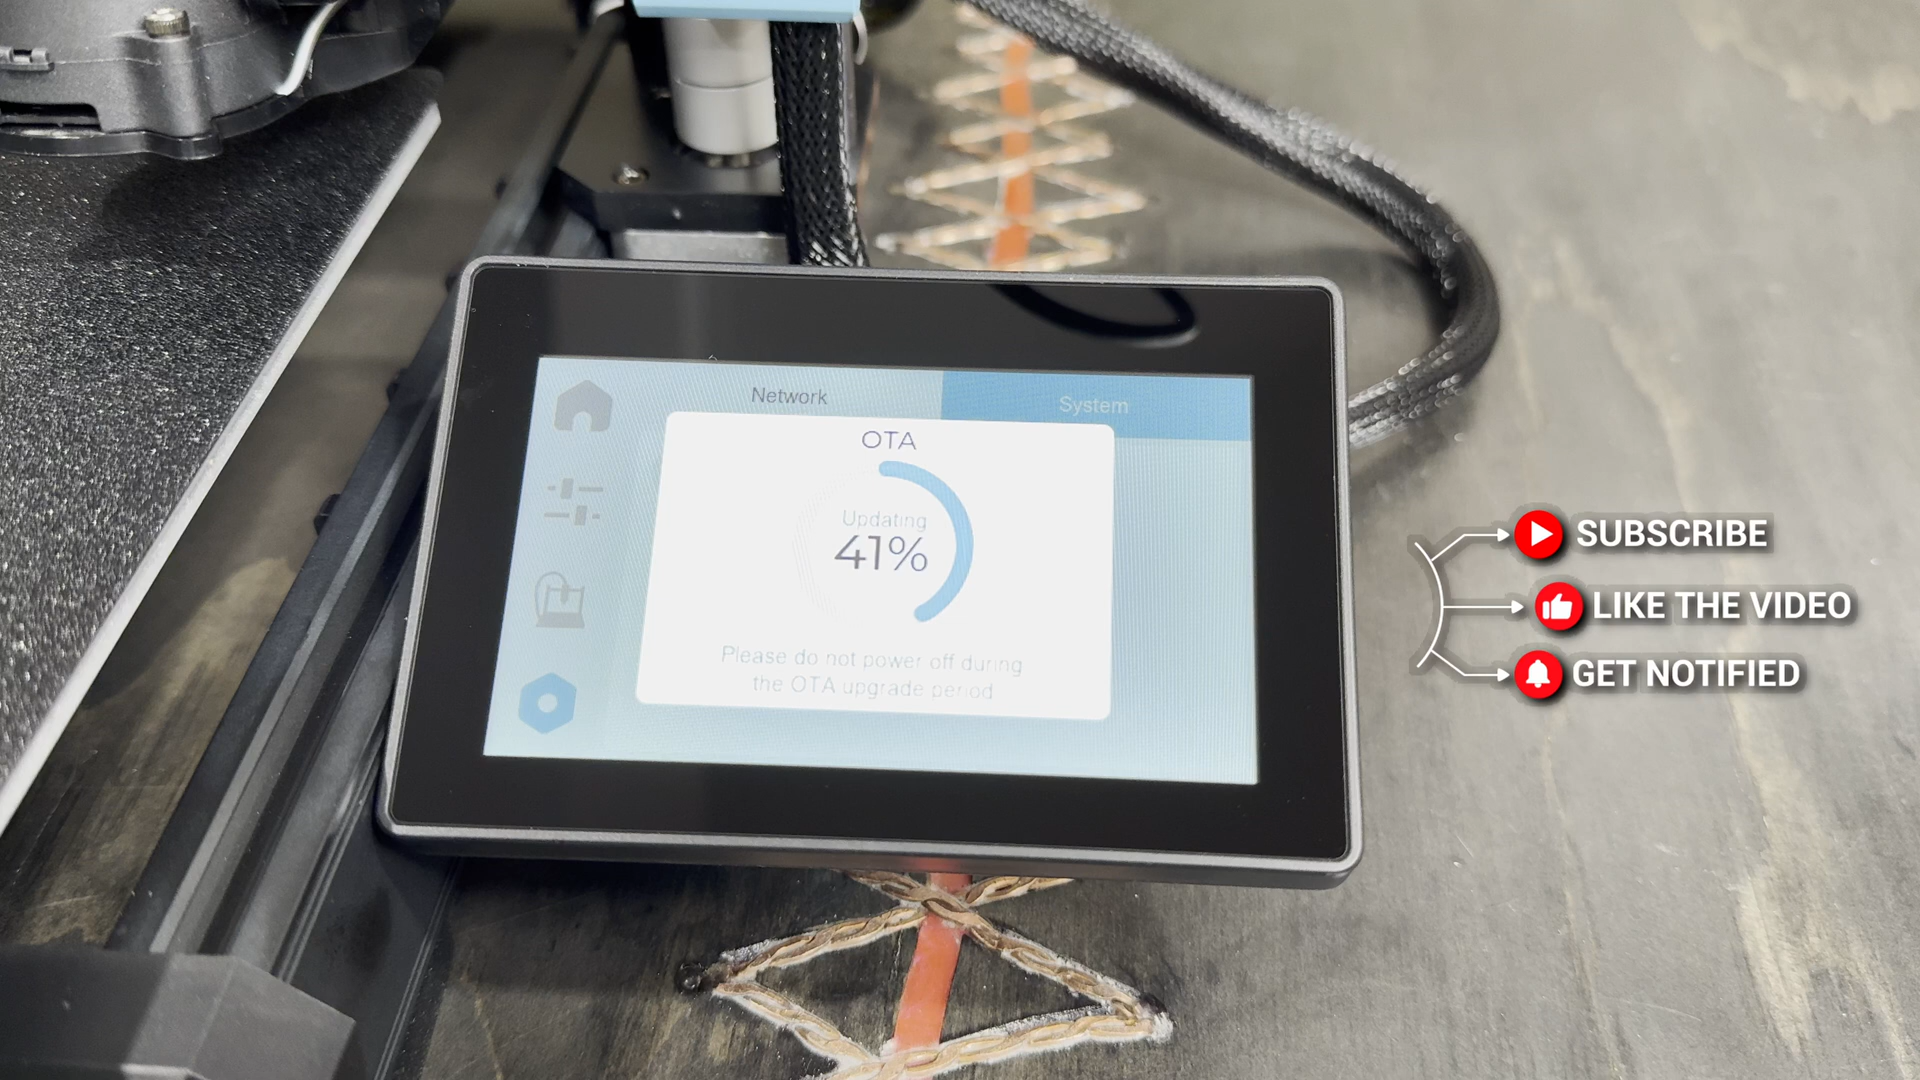 Network
System
OTA
Updating
41%
Please do not power off during
the OTA upgrade period
SUBSCRIBE
LIKE THE VIDEO
GET NOTIFIED